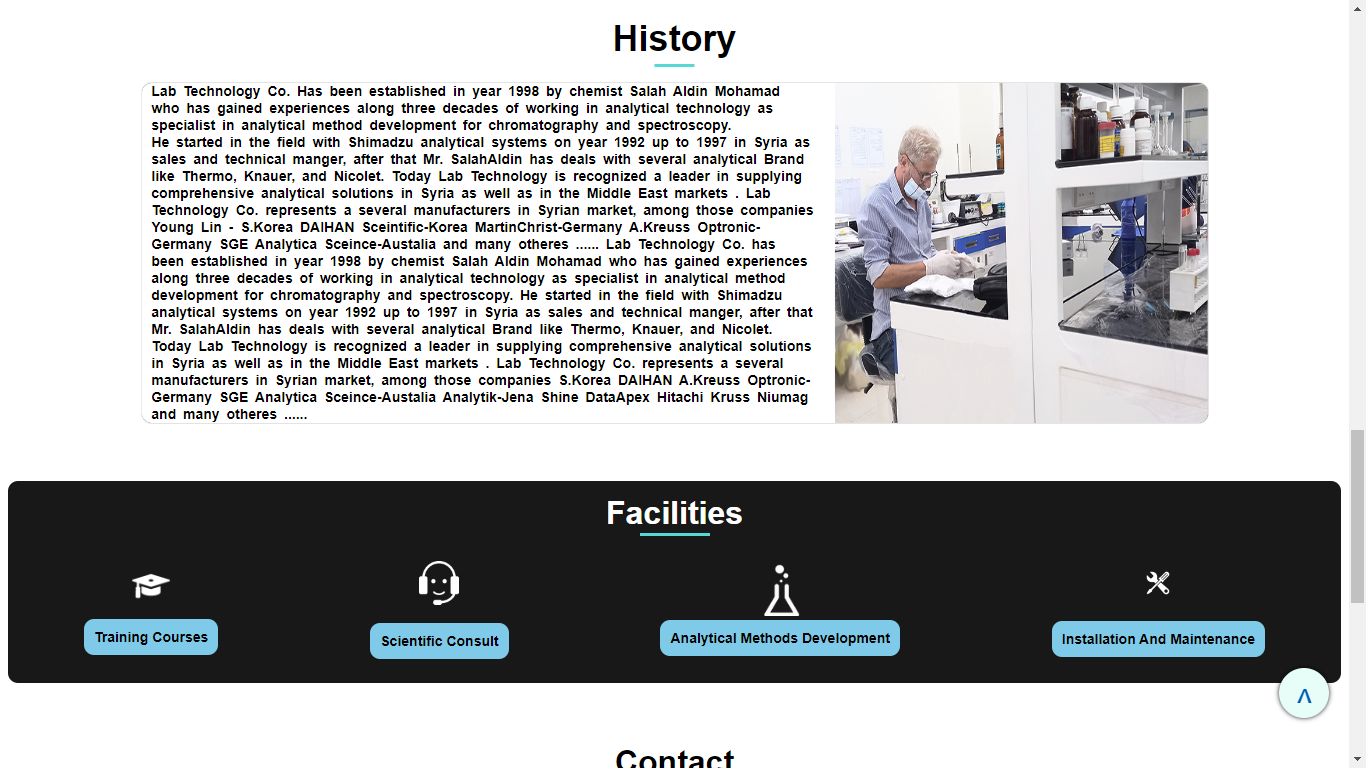 History
Lab Technology Co. Has been established in year 1998 by chemist Salah Aldin Mohamad
who has gained experiences along three decades of working in analytical technology as
specialist in analytical method development for chromatography and spectroscopy.
He started in the field with Shimadzu analytical systems on year 1992 up to 1997 in Syria as
sales and technical manger, after that Mr. SalahAldin has deals with several analytical Brand
like Thermo, Knauer, and Nicolet. Today Lab Technology is recognized a leader in supplying
comprehensive analytical solutions in Syria as well as in the Middle East markets . Lab
Technology Co. represents a several manufacturers in Syrian market, among those companies
Young Lin - S.Korea DAIHAN Sceintific-Korea MartinChrist-Germany A.Kreuss Optronic-
Germany SGE Analytica Sceince-Austalia and many otheres ...... Lab Technology Co. has
been established in year 1998 by chemist Salah Aldin Mohamad who has gained experiences
along three decades of working in analytical technology as specialist in analytical method
development for chromatography and spectroscopy. He started in the field with Shimadzu
analytical systems on year 1992 up to 1997 in Syria as sales and technical manger, after that
Mr. SalahAldin has deals with several analytical Brand like Thermo, Knauer, and Nicolet.
Today Lab Technology is recognized a leader in supplying comprehensive analytical solutions
in Syria as well as in the Middle East markets . Lab Technology Co. represents a several
manufacturers in Syrian market, among those companies S.Korea DAIHAN A.Kreuss Optronic-
Germany SGE Analytica Sceince-Austalia Analytik-Jena Shine DataApex Hitachi Kruss Niumag
and many otheres ......
Facilities
Training Courses
Scientific Consult
Analytical Methods Development
Installation And Maintenance
Contact